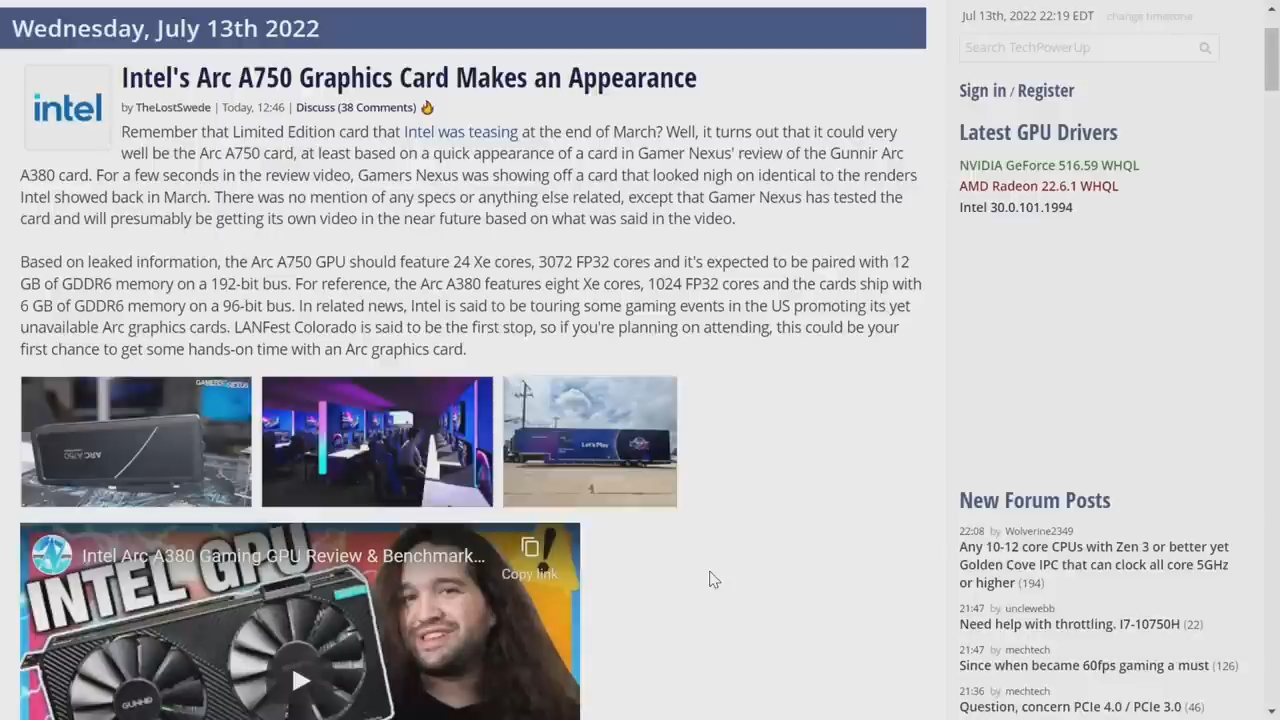 Wednesday, July 13th 2022
intel
Intel's Arc A750 Graphics Card Makes an Appearance
by TheLostSwede | Today, 12:46 | Discuss (38 Comments)
Remember that Limited Edition card that Intel was teasing at the end of March? Well, it turns out that it could very
well be the Arc A750 card, at least based on a quick appearance of a card in Gamer Nexus' review of the Gunnir Arc
A380 card. For a few seconds in the review video, Gamers Nexus was showing off a card that looked nigh on identical to the renders
Intel showed back in March. There was no mention of any specs or anything else related, except that Gamer Nexus has tested the
card and will presumably be getting its own video in the near future based on what was said in the video.
Based on leaked information, the Arc A750 GPU should feature 24 Xe cores, 3072 FP32 cores and it's expected to be paired with 12
GB of GDDR6 memory on a 192-bit bus. For reference, the Arc A380 features eight Xe cores, 1024 FP32 cores and the cards ship with
6 GB of GDDR6 memory on a 96-bit bus. In related news, Intel is said to be touring some gaming events in the US promoting its yet
unavailable Arc graphics cards. LANFest Colorado is said to be the first stop, so if you're planning on attending, this could be your
first chance to get some hands-on time with an Arc graphics card.
GAMERS NEXUS
ARC A750
Let's Play
Intel Arc A380 Gaming GPU Review & Benchmark...
Copy link
INTEL GPU
GUNNIR
Jul 13th, 2022 22:19 EDT change timezone
Search TechPowerUp
Sign in / Register
Latest GPU Drivers
NVIDIA GeForce 516.59 WHQL
AMD Radeon 22.6.1 WHQL
Intel 30.0.101.1994
New Forum Posts
22:08 by Wolverine2349
Any 10-12 core CPUs with Zen 3 or better yet
Golden Cove IPC that can clock all core 5GHz
or higher (194)
21:47 by unclewebb
Need help with throttling. I7-10750H (22)
21:47 by mechtech
Since when became 60fps gaming a must (126)
21:36 by mechtech
Question, concern PCIe 4.0 / PCIe 3.0 (46)